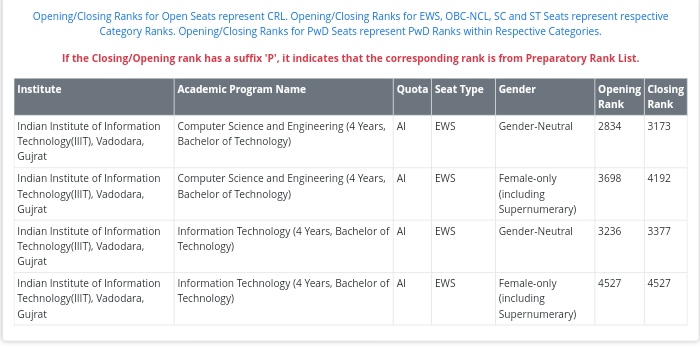 Opening/Closing Ranks for Open Seats represent CRL. Opening/Closing Ranks for EWS, OBC-NCL, SC and ST Seats represent respective
Category Ranks. Opening/Closing Ranks for PwD Seats represent PwD Ranks within Respective Categories.
If the Closing/Opening rank has a suffix 'P', it indicates that the corresponding rank is from Preparatory Rank List.
Institute Academic Program Name Quota Seat Type Gender Opening Closing
Rank Rank
Indian Institute of Information Computer Science and Engineering (4 Years, AI EWS Gender-Neutral 2834 3173
Technology(IIIT), Vadodara, Bachelor of Technology)
Gujrat
Indian Institute of Information Computer Science and Engineering (4 Years, AI EWS Female-only 3698 4192
Technology(IIIT), Vadodara, Bachelor of Technology) (including
Gujrat Supernumerary)
Indian Institute of Information Information Technology (4 Years, Bachelor of AI EWS Gender-Neutral 3236 3377
Technology(IIIT), Vadodara, Technology)
Gujrat
Indian Institute of Information Information Technology (4 Years, Bachelor of AI EWS Female-only 4527 4527
Technology(IIIT), Vadodara, Technology) (including
Gujrat Supernumerary)